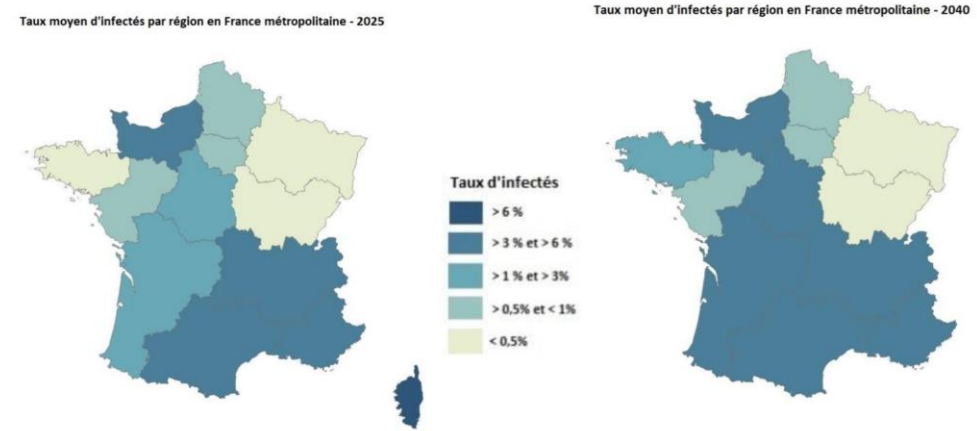 Taux moyen d'infectés par région en France métropolitaine - 2025
Taux moyen d'infectés par région en France métropolitaine - 2040
Taux d'infectés
> 6 %
> 3 % et > 6 %
> 1 % et > 3%
> 0,5% et < 1%
< 0,5%